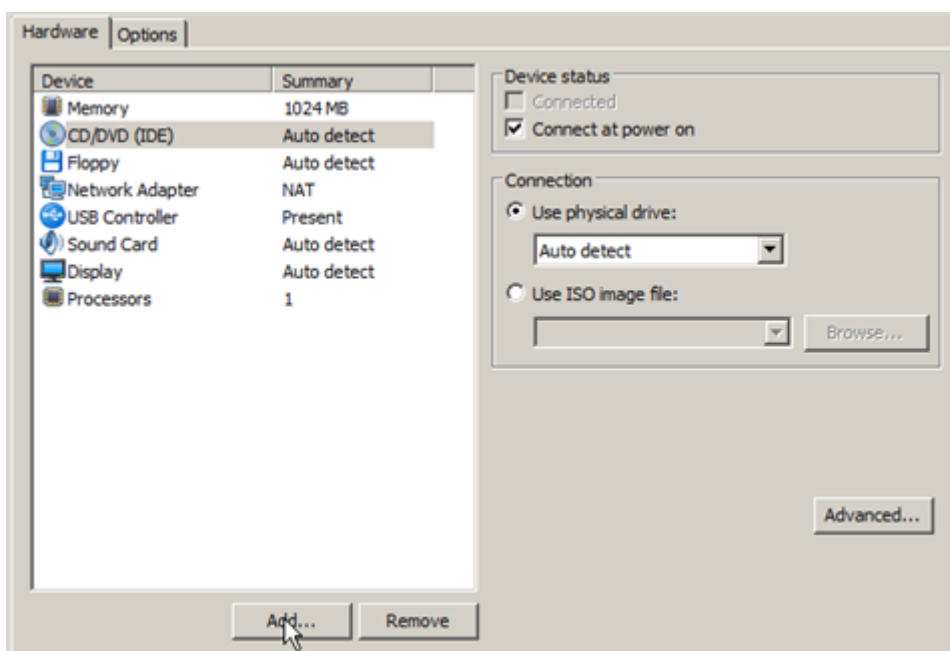 Hardware Options
Device Summary
Memory 1024 MB
CD/DVD (IDE) Auto detect
Floppy Auto detect
Network Adapter NAT
USB Controller Present
Sound Card Auto detect
Display Auto detect
Processors 1
Add... Remove
Device status
Connected
Connect at power on
Connection
Use physical drive:
Auto detect
Use ISO image file:
Browse...
Advanced...